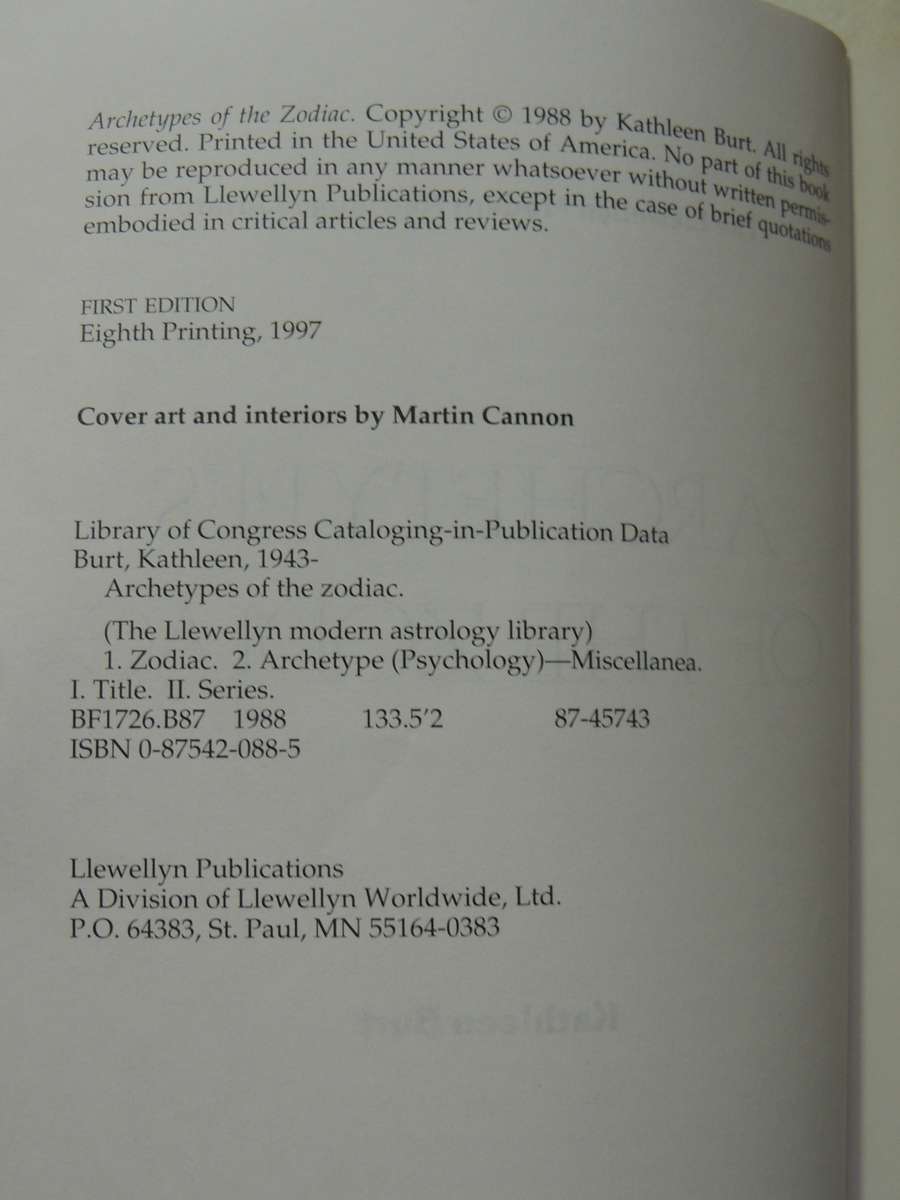 Archetypes of the Zodiac. Copyright © 1988 by Kathleen Burt. All rights
reserved. Printed in the United States of America. No part of this book
may be reproduced in any manner whatsoever without written permis-
sion from Llewellyn Publications, except in the case of brief quotations
embodied in critical articles and reviews.
FIRST EDITION
Eighth Printing, 1997
Cover art and interiors by Martin Cannon
Library of Congress Cataloging-in-Publication Data
Burt, Kathleen, 1943-
Archetypes of the zodiac.
(The Llewellyn modern astrology library)
1. Zodiac. 2. Archetype (Psychology)—Miscellanea.
I. Title. II. Series.
BF1726.B87 1988 133.5'2 87-45743
ISBN 0-87542-088-5
Llewellyn Publications
A Division of Llewellyn Worldwide, Ltd.
P.O. 64383, St. Paul, MN 55164-0383